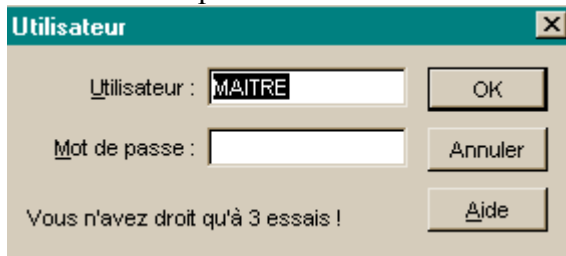 Utilisateur
Utilisateur : MAITRE OK
Mot de passe : Annuler
Vous n'avez droit qu'à 3 essais ! Aide